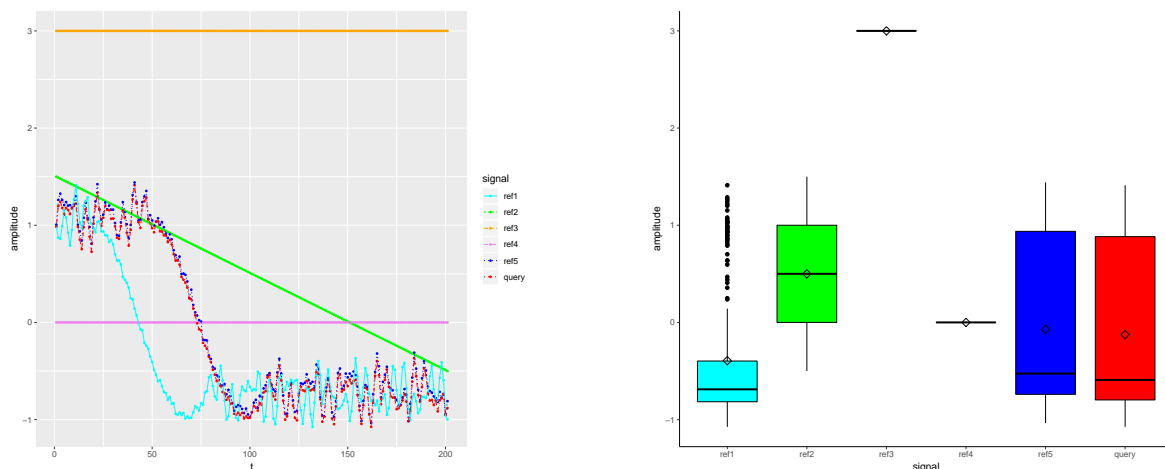 3
2
1
0
−1
amplitude
0
50
100
150
200
t
signal
ref1
ref2
ref3
ref4
ref5
query
3
2
1
0
−1
amplitude
ref1
ref2
ref3
ref4
ref5
query
signal